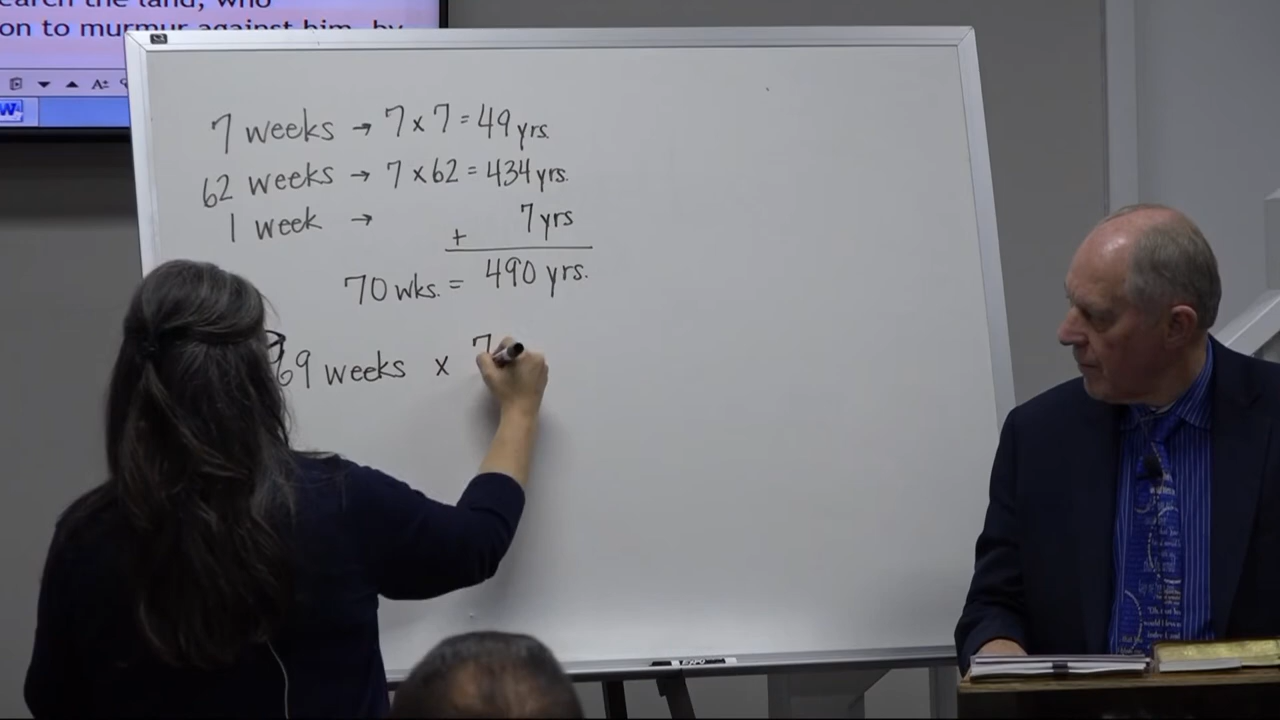 earch the land, who
on to murmur against him, by
W
7 weeks → 7 x 7 = 49 yrs.
62 weeks → 7 x 62 = 434 yrs.
1 week → 7 yrs
+
70 wks. = 490 yrs.
69 weeks x 7
EXPO